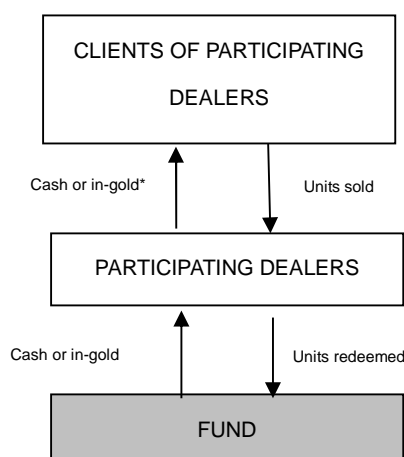 CLIENTS OF PARTICIPATING
DEALERS
Cash or in-gold*
Units sold
PARTICIPATING DEALERS
Cash or in-gold
Units redeemed
FUND